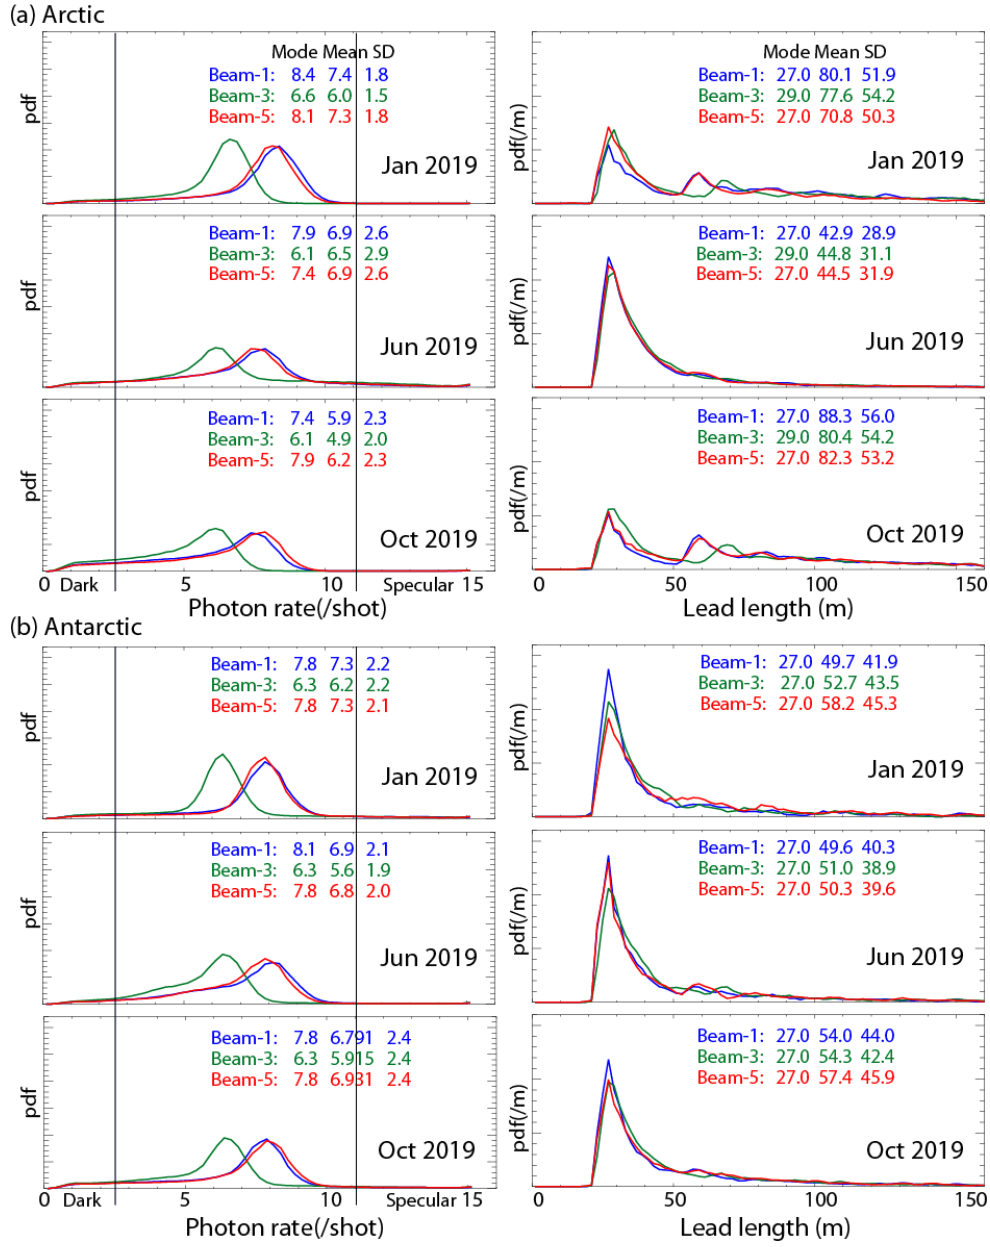 (a) Arctic
Mode Mean SD
Beam-1: 8.4 7.4 1.8
Beam-3: 6.6 6.0 1.5
Beam-5: 8.1 7.3 1.8
pdf
Jan 2019
Mode Mean SD
Beam-1: 27.0 80.1 51.9
Beam-3: 29.0 77.6 54.2
Beam-5: 27.0 70.8 50.3
pdf(/m)
Jan 2019
Beam-1: 7.9 6.9 2.6
Beam-3: 6.1 6.5 2.9
Beam-5: 7.4 6.9 2.6
pdf
Jun 2019
Beam-1: 27.0 42.9 28.9
Beam-3: 29.0 44.8 31.1
Beam-5: 27.0 44.5 31.9
pdf(/m)
Jun 2019
Beam-1: 7.4 5.9 2.3
Beam-3: 6.1 4.9 2.0
Beam-5: 7.9 6.2 2.3
pdf
Oct 2019
0 Dark 5 10 Specular 15
Photon rate(/shot)
Beam-1: 27.0 88.3 56.0
Beam-3: 29.0 80.4 54.2
Beam-5: 27.0 82.3 53.2
pdf(/m)
Oct 2019
0 50 100 150
Lead length (m)
(b) Antarctic
Beam-1: 7.8 7.3 2.2
Beam-3: 6.3 6.2 2.2
Beam-5: 7.8 7.3 2.1
pdf
Jan 2019
Beam-1: 27.0 49.7 41.9
Beam-3: 27.0 52.7 43.5
Beam-5: 27.0 58.2 45.3
pdf(/m)
Jan 2019
Beam-1: 8.1 6.9 2.1
Beam-3: 6.3 5.6 1.9
Beam-5: 7.8 6.8 2.0
pdf
Jun 2019
Beam-1: 27.0 49.6 40.3
Beam-3: 27.0 51.0 38.9
Beam-5: 27.0 50.3 39.6
pdf(/m)
Jun 2019
Beam-1: 7.8 6.791 2.4
Beam-3: 6.3 5.915 2.4
Beam-5: 7.8 6.931 2.4
pdf
Oct 2019
0 Dark 5 10 Specular 15
Photon rate(/shot)
Beam-1: 27.0 54.0 44.0
Beam-3: 27.0 54.3 42.4
Beam-5: 27.0 57.4 45.9
pdf(/m)
Oct 2019
0 50 100 150
Lead length (m)